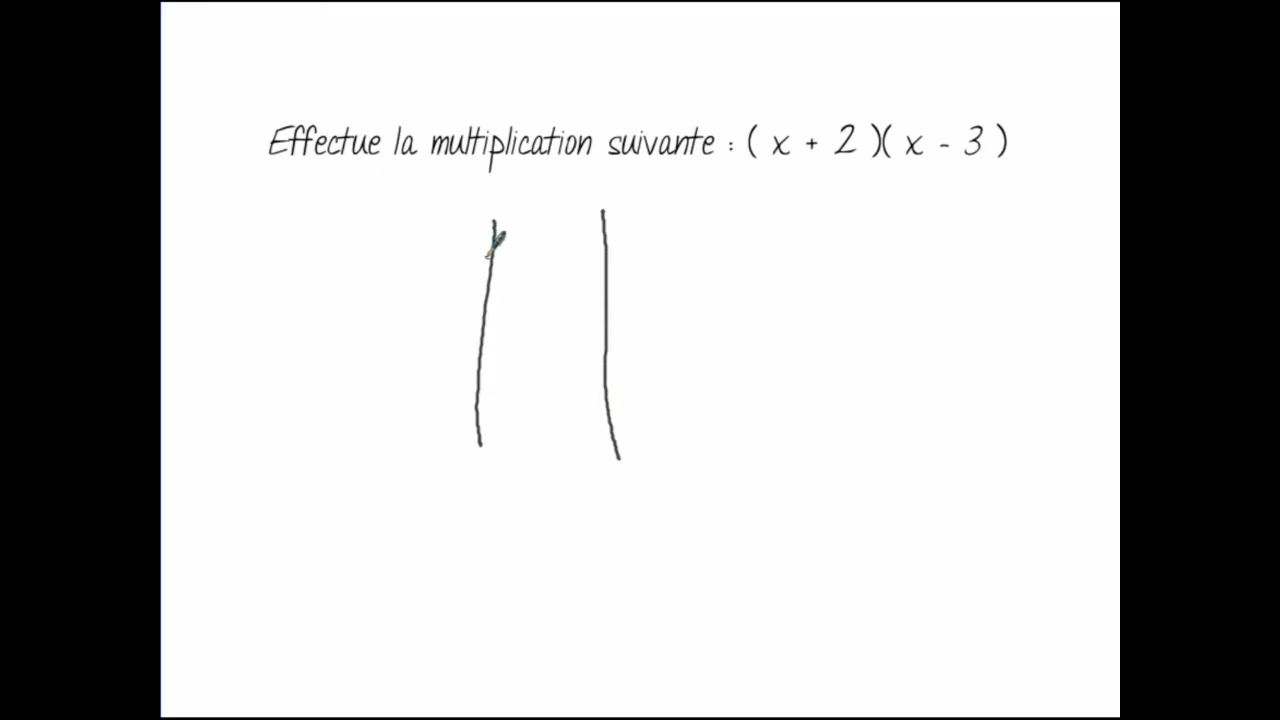 Effectue la multiplication suivante : ( x + 2 )( x - 3 )